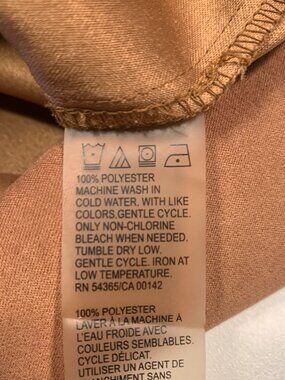 100% POLYESTER
MACHINE WASH IN
COLD WATER. WITH LIKE
COLORS.GENTLE CYCLE.
ONLY NON-CHLORINE
BLEACH WHEN NEEDED.
TUMBLE DRY LOW.
GENTLE CYCLE. IRON AT
LOW TEMPERATURE.
RN 54365/CA 00142
100% POLYESTER
LAVER À LA MACHINE À
L'EAU FROIDE AVEC
COULEURS SEMBLABLES.
CYCLE DÉLICAT.
UTILISER UN AGENT DE
SANS